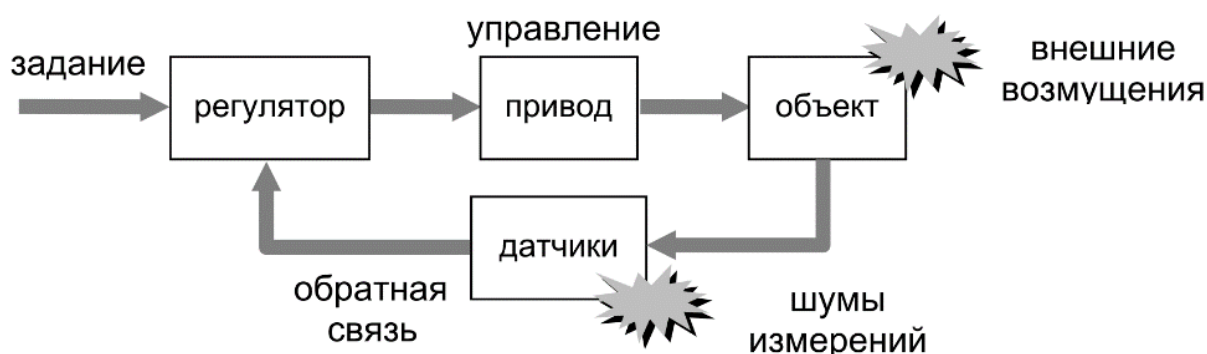 задание
регулятор
управление
привод
объект
внешние
возмущения
датчики
обратная
связь
шумы
измерений